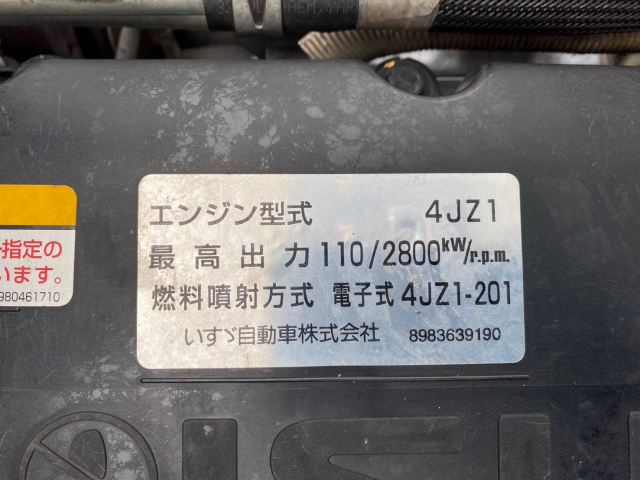 エンジン型式 4JZ1
最高出力 110/2800kW/r.p.m.
燃料噴射方式 電子式 4JZ1-201
いすゞ自動車株式会社 8983639190
指定の
います。
980461710